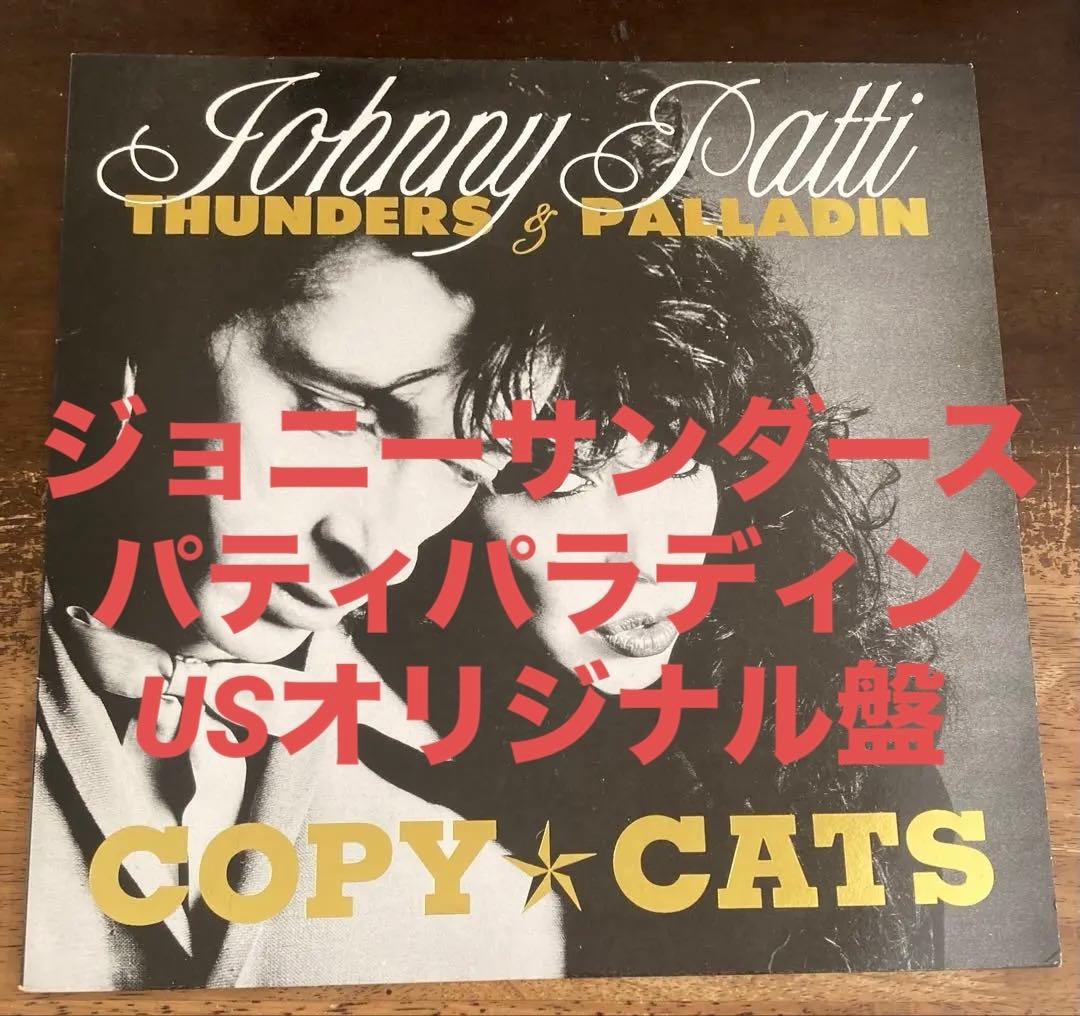 Johnny Patti
THUNDERS & PALLADIN
ジョニーサンダース
パティパラディン
USオリジナル盤
COPY★CATS